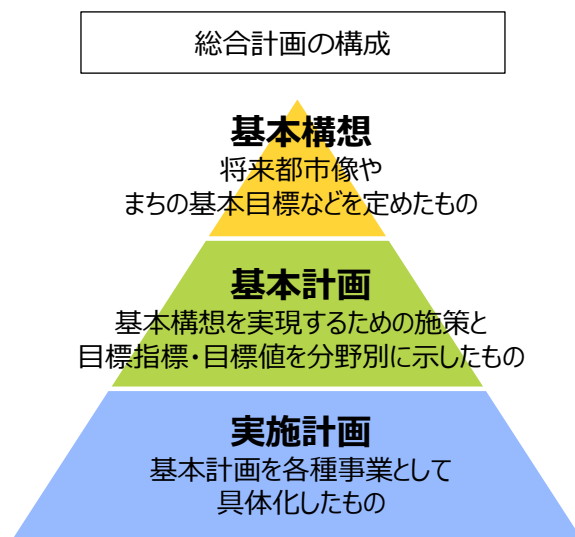 総合計画の構成
基本構想
将来都市像や
まちの基本目標などを定めたもの
基本計画
基本構想を実現するための施策と
目標指標・目標値を分野別に示したもの
実施計画
基本計画を各種事業として
具体化したもの